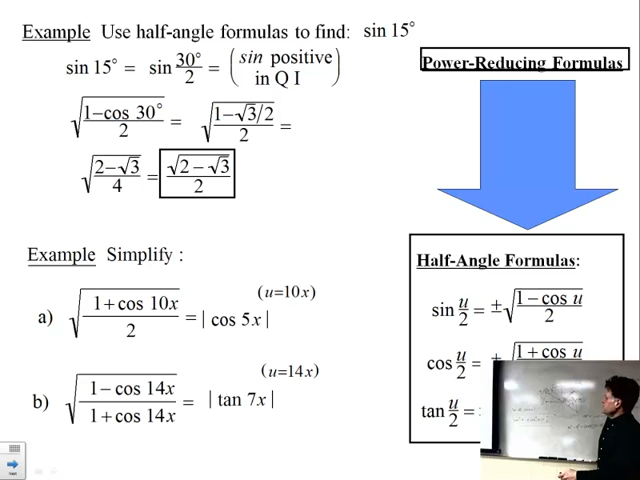 Example Use half-angle formulas to find: sin 15°
sin 15° = sin 30°/2 = (sin positive in Q I)
√((1−cos 30°)/2) = √((1−√3/2)/2) =
√((2−√3)/4) = √(2−√3)/2
Power-Reducing Formulas
Example Simplify :
(u=10x)
a) √((1+cos 10x)/2) = | cos 5x |
(u=14x)
b) √((1−cos 14x)/(1+cos 14x)) = | tan 7x |
Half-Angle Formulas:
sin u/2 = ±√((1−cos u)/2)
cos u/2 = ±√(1+cos u
tan u/2 =